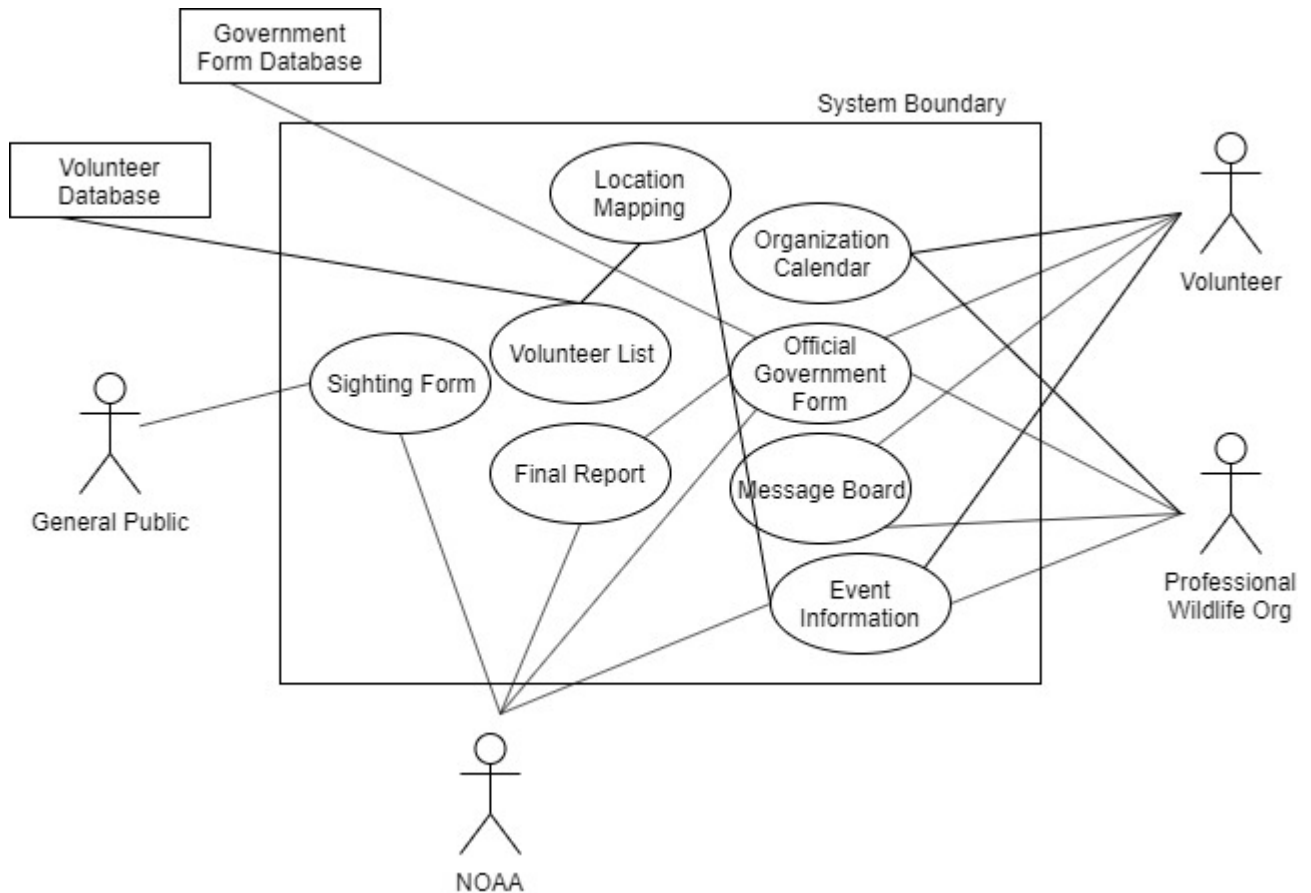 Government
Form Database
System Boundary
Volunteer
Database
Location
Mapping
Organization
Calendar
Volunteer
Official
Government
Form
Volunteer List
Sighting Form
General Public
Final Report
Message Board
Event
Information
Professional
Wildlife Org
NOAA